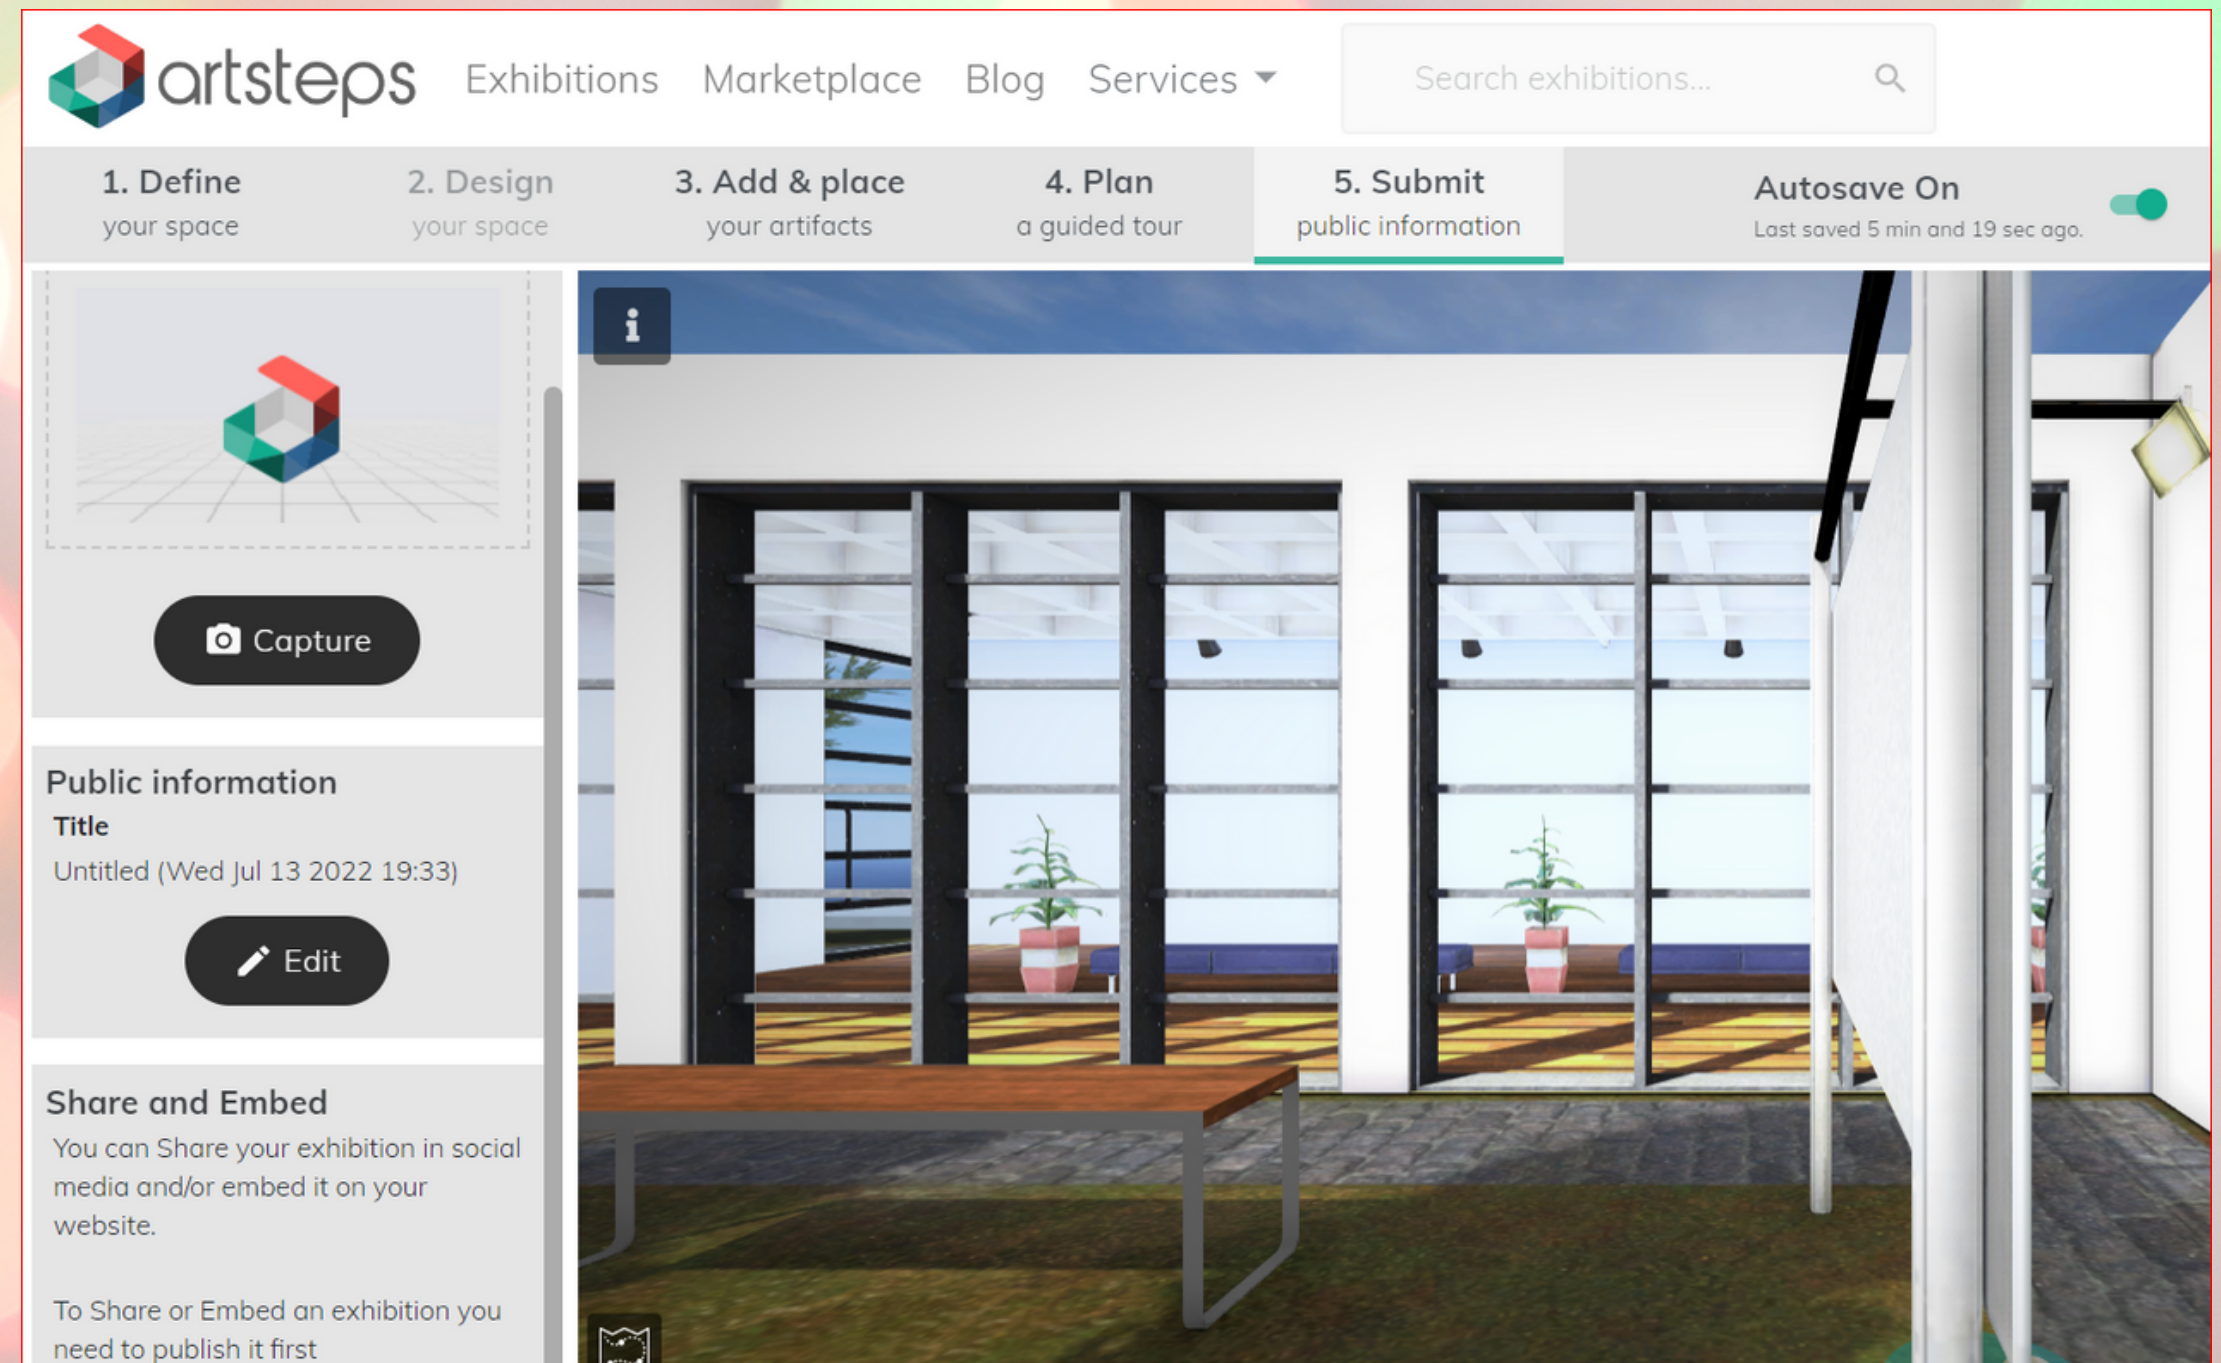 artsteps
Exhibitions
Marketplace
Blog
Services
Search exhibitions...
1. Define
your space
2. Design
your space
3. Add & place
your artifacts
4. Plan
a guided tour
5. Submit
public information
Autosave On
Last saved 5 min and 19 sec ago.
i
Capture
Public information
Title
Untitled (Wed Jul 13 2022 19:33)
Edit
Share and Embed
You can Share your exhibition in social
media and/or embed it on your
website.
To Share or Embed an exhibition you
need to publish it first